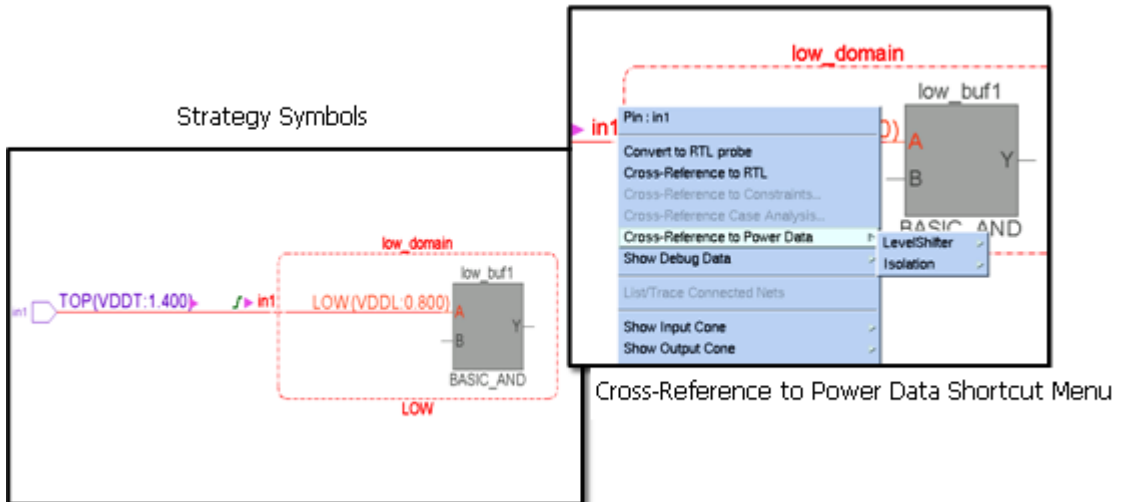 Strategy Symbols
low_domain
low_buf1
in1
TOP(VDDT:1.400)
in1
LOW(VDDL:0.800)
A
B
Y
BASIC_AND
LOW
low_domain
low_buf1
in1
Pin : in1
0)
A
Y
B
BASIC_AND
Convert to RTL probe
Cross-Reference to RTL
Cross-Reference to Constraints...
Cross-Reference Case Analysis...
Cross-Reference to Power Data
LevelShifter
Isolation
Show Debug Data
List/Trace Connected Nets
Show Input Cone
Show Output Cone
Cross-Reference to Power Data Shortcut Menu